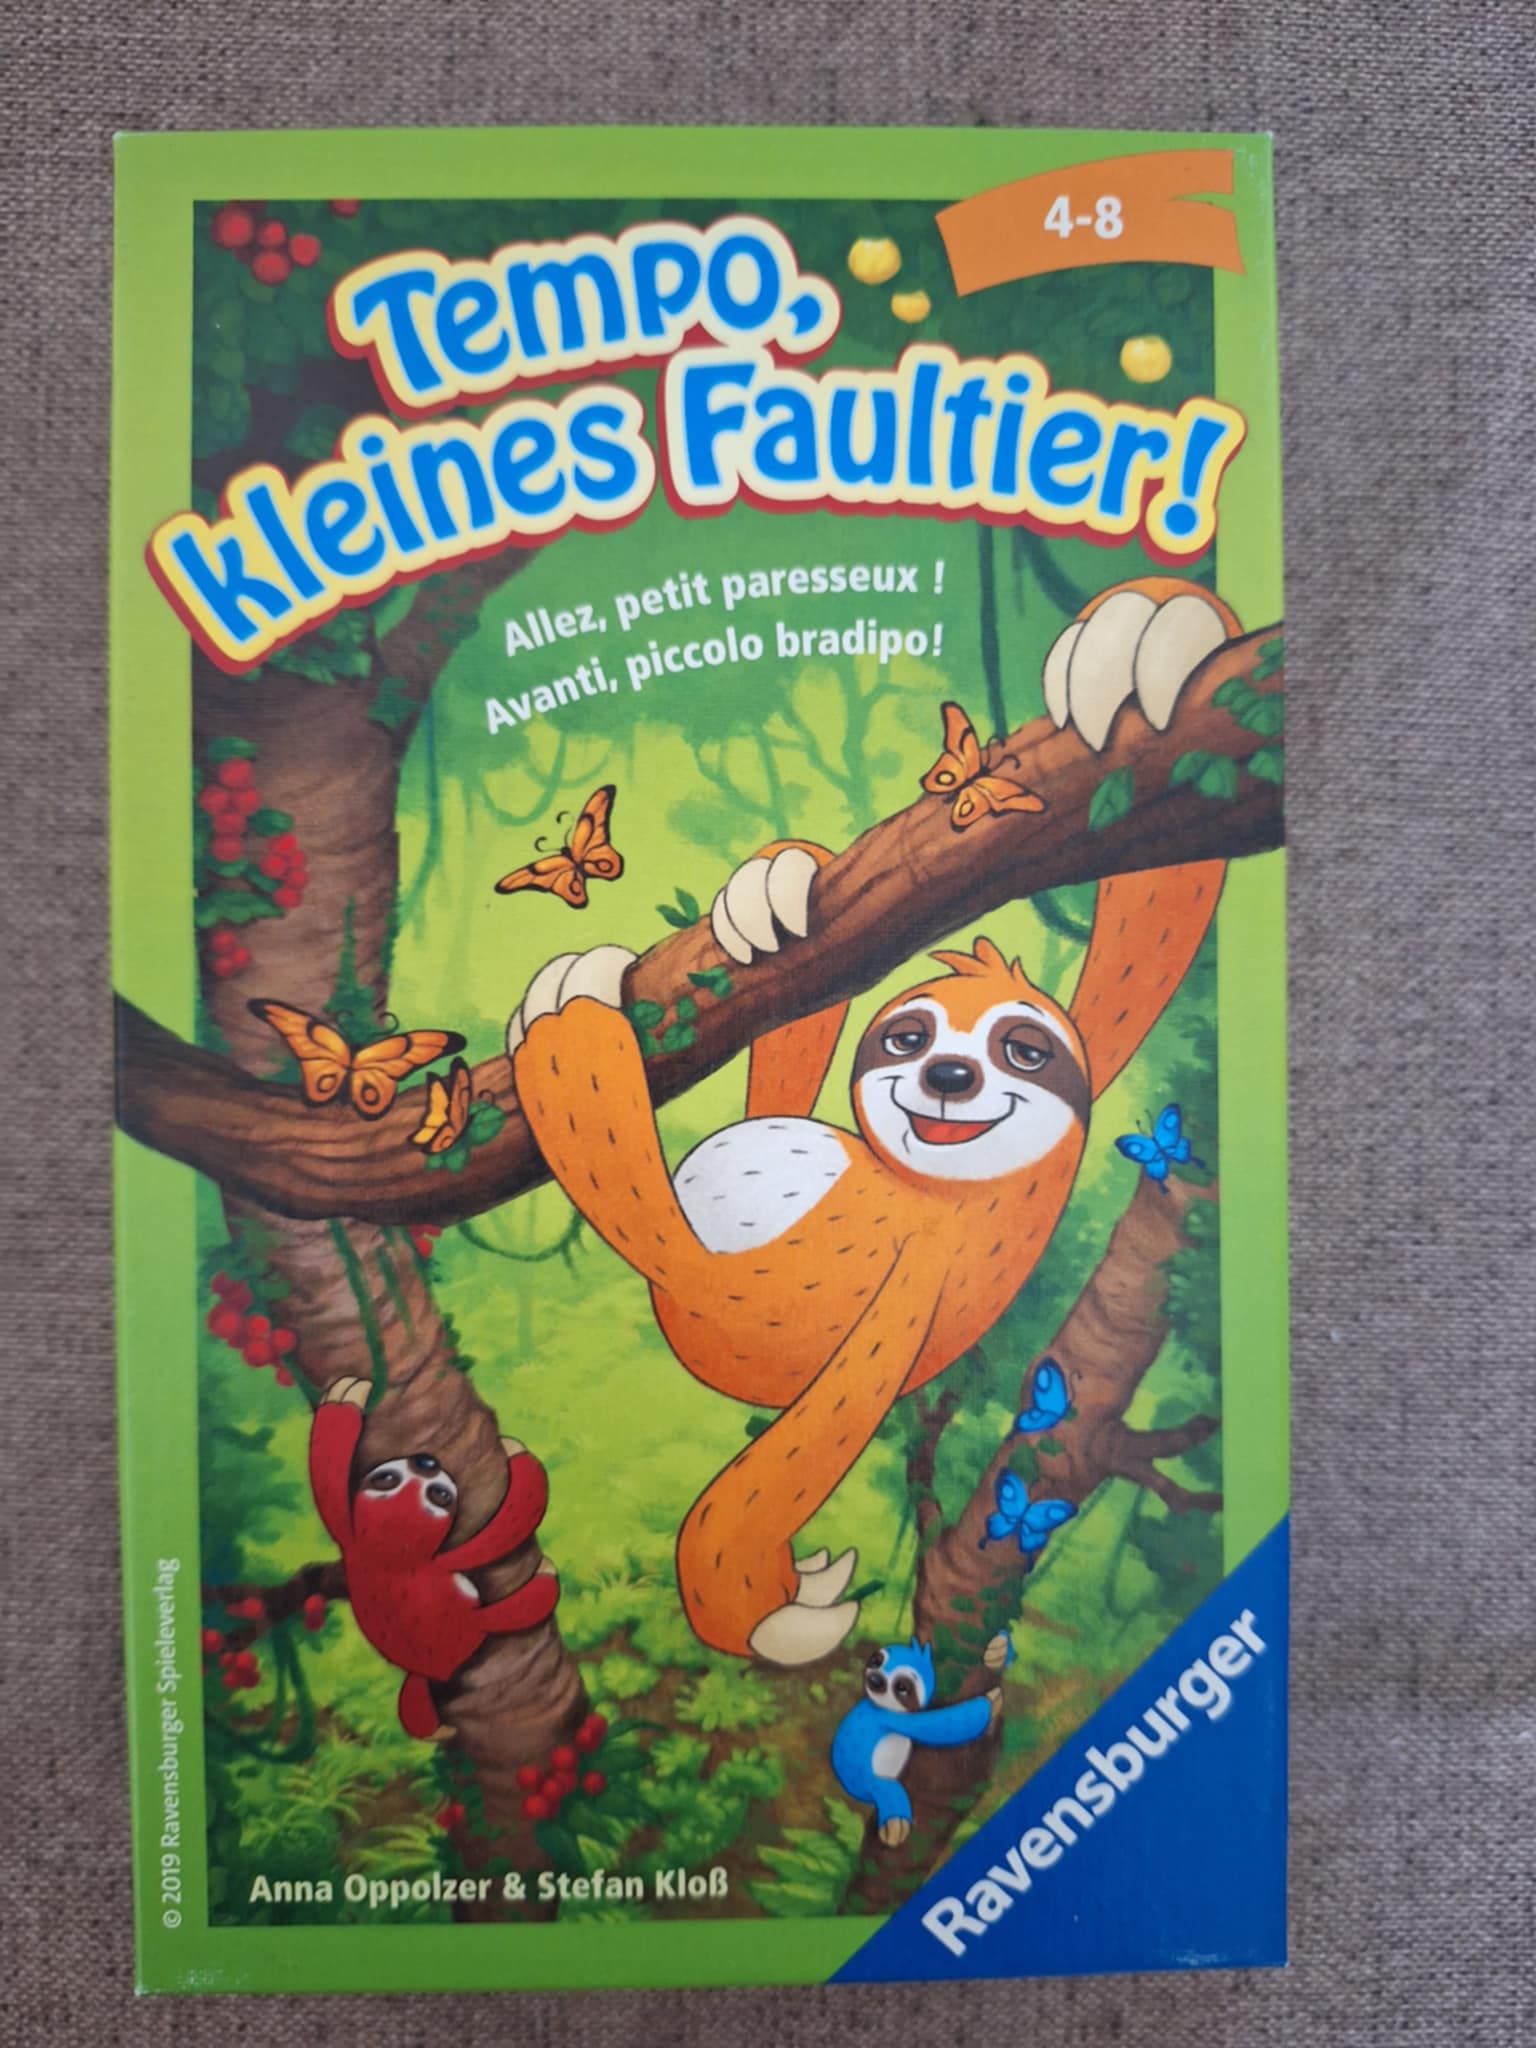 4-8
Tempo,
kleines Faultier!
Allez, petit paresseux !
Avanti, piccolo bradipo!
© 2019 Ravensburger Spieleverlag
Anna Oppolzer & Stefan Kloß
Ravensburger